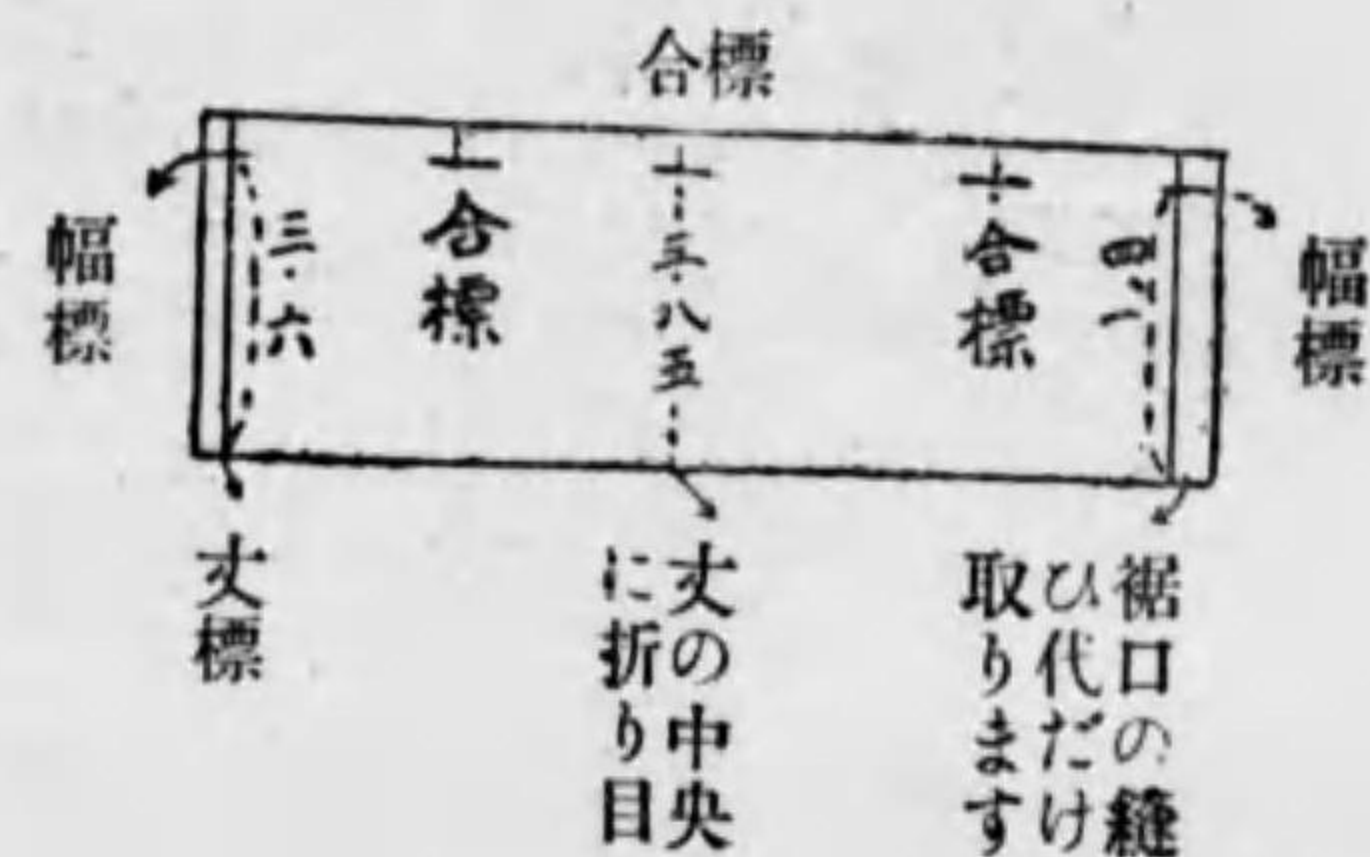 合標
幅標
合標
四・一
三・八五
合標
三・六
幅標
裾口の縫
ひ代だけ
取ります
丈の中央
に折り目
丈標